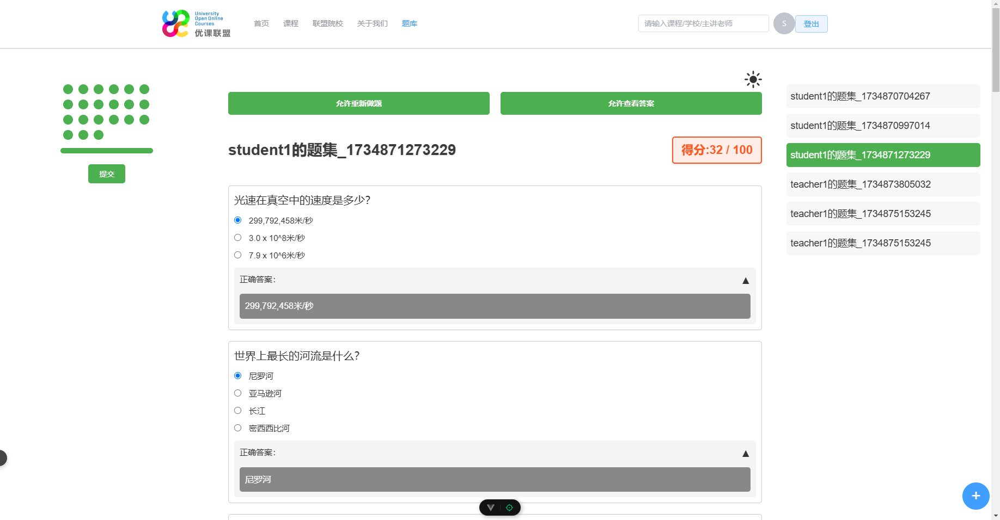 University
Open Online
Courses
优课联盟
首页
课程
联盟院校
关于我们
题库
请输入课程/学校/主讲老师
S
登出
允许重新做题
允许查看答案
提交
student1的题集_1734871273229
得分:32 / 100
光速在真空中的速度是多少?
299,792,458米/秒
3.0 x 10^8米/秒
7.9 x 10^6米/秒
正确答案:
▲
299,792,458米/秒
世界上最长的河流是什么?
尼罗河
亚马逊河
长江
密西西比河
正确答案:
▲
尼罗河
student1的题集_1734870704267
student1的题集_1734870997014
student1的题集_1734871273229
teacher1的题集_1734873805032
teacher1的题集_1734875153245
teacher1的题集_1734875153245
+